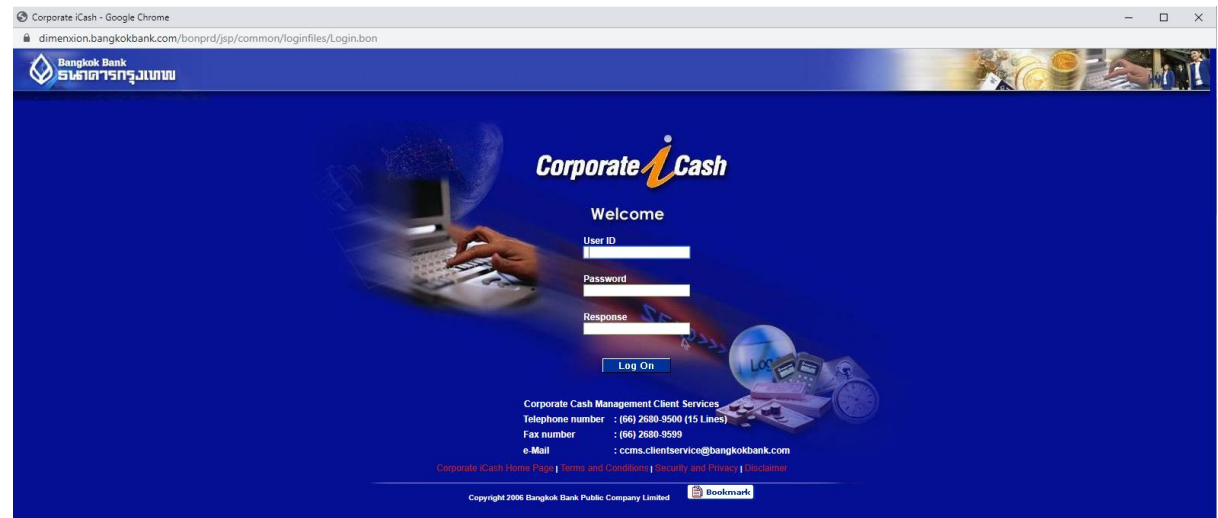 Corporate iCash - Google Chrome
dimenxion.bangkokbank.com/bonprd/jsp/common/loginfiles/Login.bon
Bangkok Bank
ธนาคารกรุงเทพ
Corporate iCash
Welcome
User ID
Password
Response
SEND>>>
Log On
Corporate Cash Management Client Services
Telephone number : (66) 2680-9500 (15 Lines)
Fax number : (66) 2680-9599
e-Mail : ccms.clientservice@bangkokbank.com
Corporate iCash Home Page | Terms and Conditions | Security and Privacy | Disclaimer
Copyright 2006 Bangkok Bank Public Company Limited
Bookmark